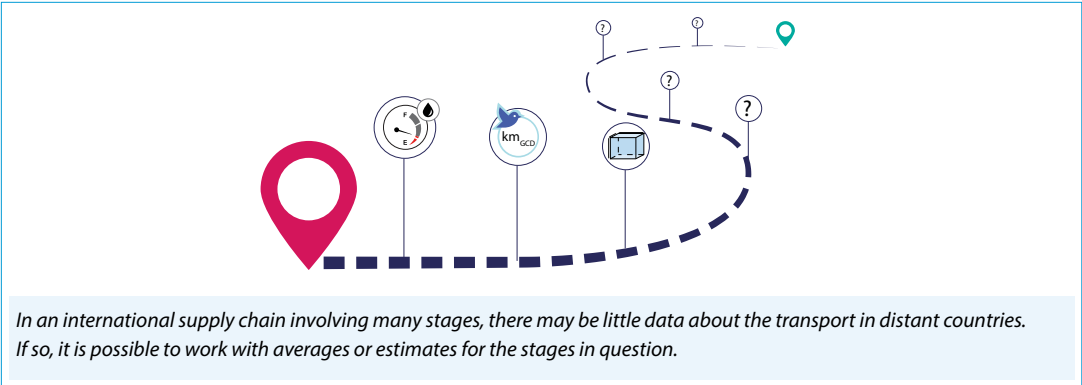 ?
?
?
?
F
E
km GCD
In an international supply chain involving many stages, there may be little data about the transport in distant countries.
If so, it is possible to work with averages or estimates for the stages in question.